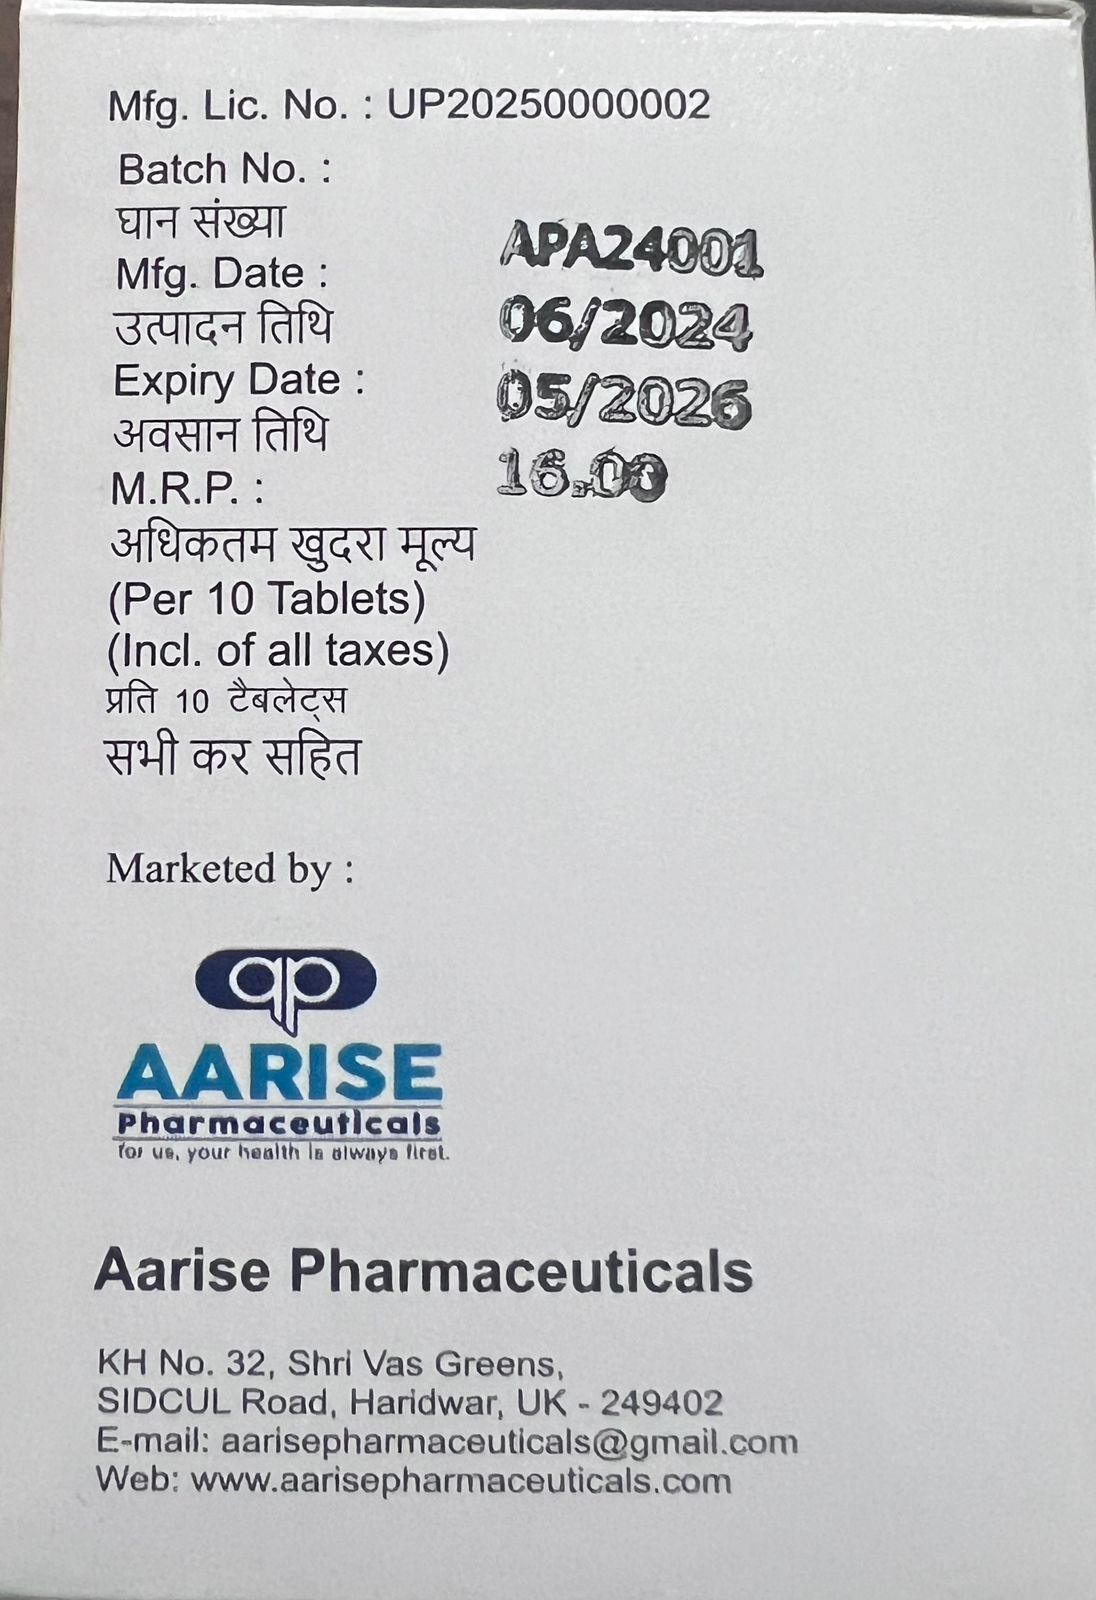 Mfg. Lic. No. : UP20250000002
Batch No. :
घान संख्या
APA24001
Mfg. Date :
उत्पादन तिथि
06/2024
Expiry Date :
05/2026
अवसान तिथि
M.R.P. :
16.00
अधिकतम खुदरा मूल्य
(Per 10 Tablets)
(Incl. of all taxes)
प्रति 10 टैबलेट्स
सभी कर सहित
Marketed by :
ap
AARISE
Pharmaceuticals
for us, your health is always first.
Aarise Pharmaceuticals
KH No. 32, Shri Vas Greens,
SIDCUL Road, Haridwar, UK - 249402
E-mail: aarisepharmaceuticals@gmail.com
Web: www.aarisepharmaceuticals.com